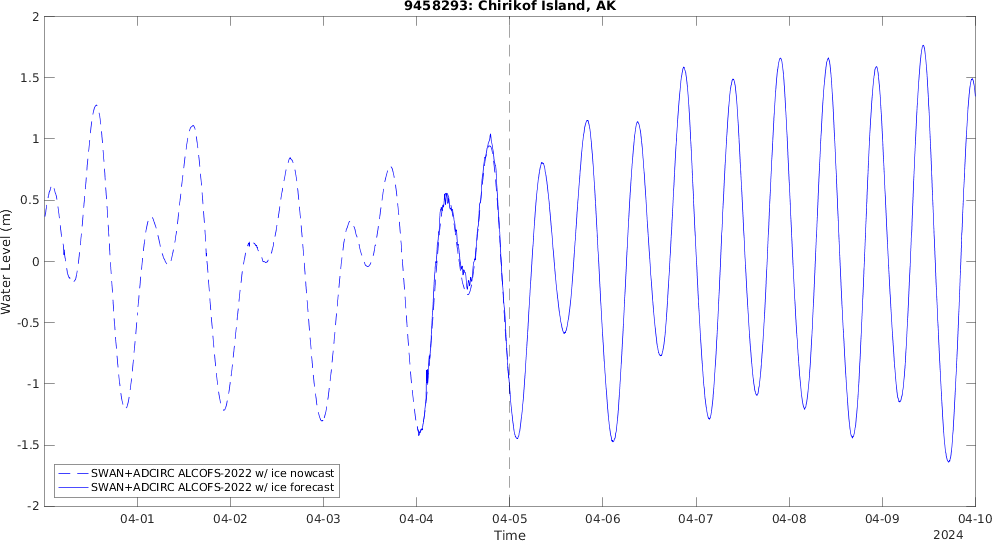 9458293: Chirikof Island, AK
2
1.5
1
0.5
0
-0.5
-1
-1.5
-2
Water Level (m)
SWAN+ADCIRC ALCOFS-2022 w/ ice nowcast
SWAN+ADCIRC ALCOFS-2022 w/ ice forecast
04-01 04-02 04-03 04-04 04-05 04-06 04-07 04-08 04-09 04-10
Time
2024